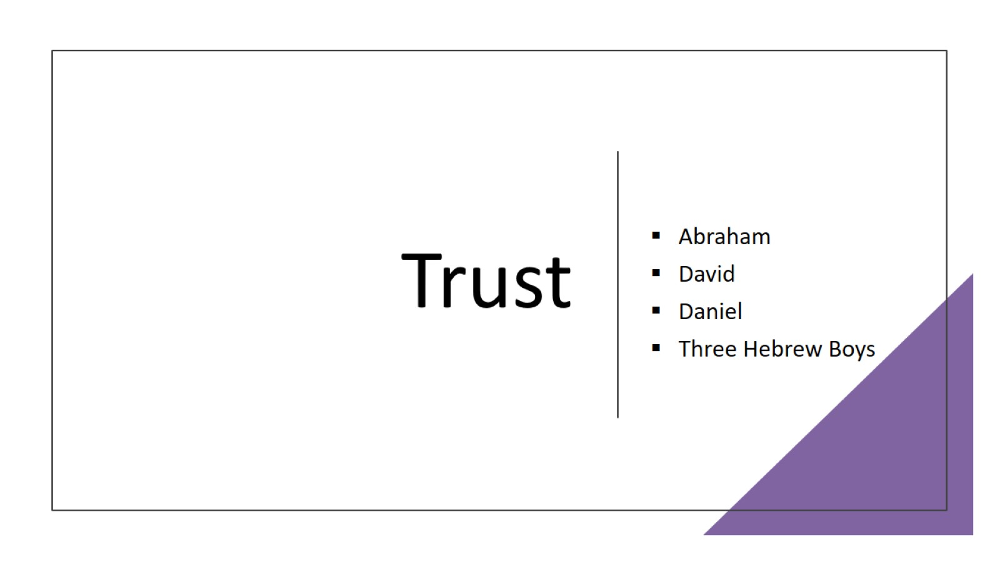 Trust
▪ Abraham
▪ David
▪ Daniel
▪ Three Hebrew Boys